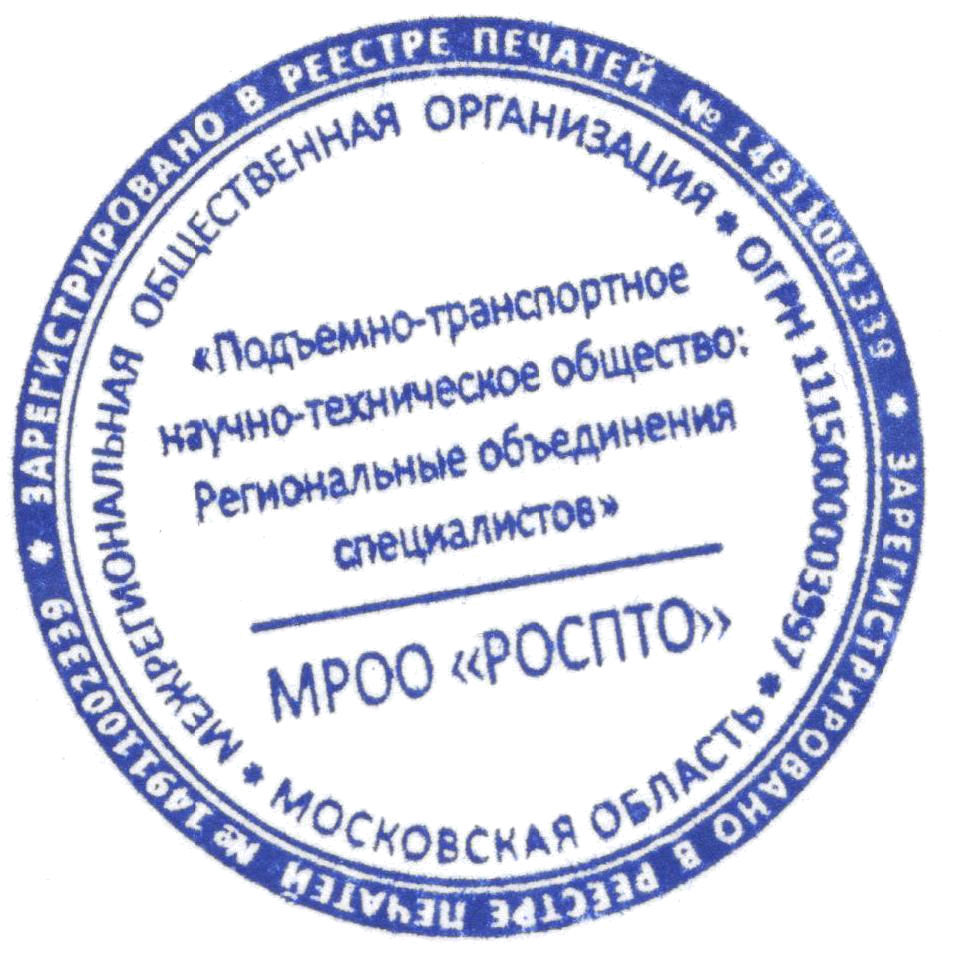 ЗАРЕГИСТРИРОВАНО В РЕЕСТРЕ ПЕЧАТЕЙ № 14911002339 * ЗАРЕГИСТРИРОВАНО В РЕЕСТРЕ ПЕЧАТЕЙ № 14911002339 *
МЕЖРЕГИОНАЛЬНАЯ ОБЩЕСТВЕННАЯ ОРГАНИЗАЦИЯ * ОГРН 1115000003997 * МОСКОВСКАЯ ОБЛАСТЬ *
«Подъемно-транспортное
научно-техническое общество:
Региональные объединения
специалистов»
МРОО «РОСПТО»